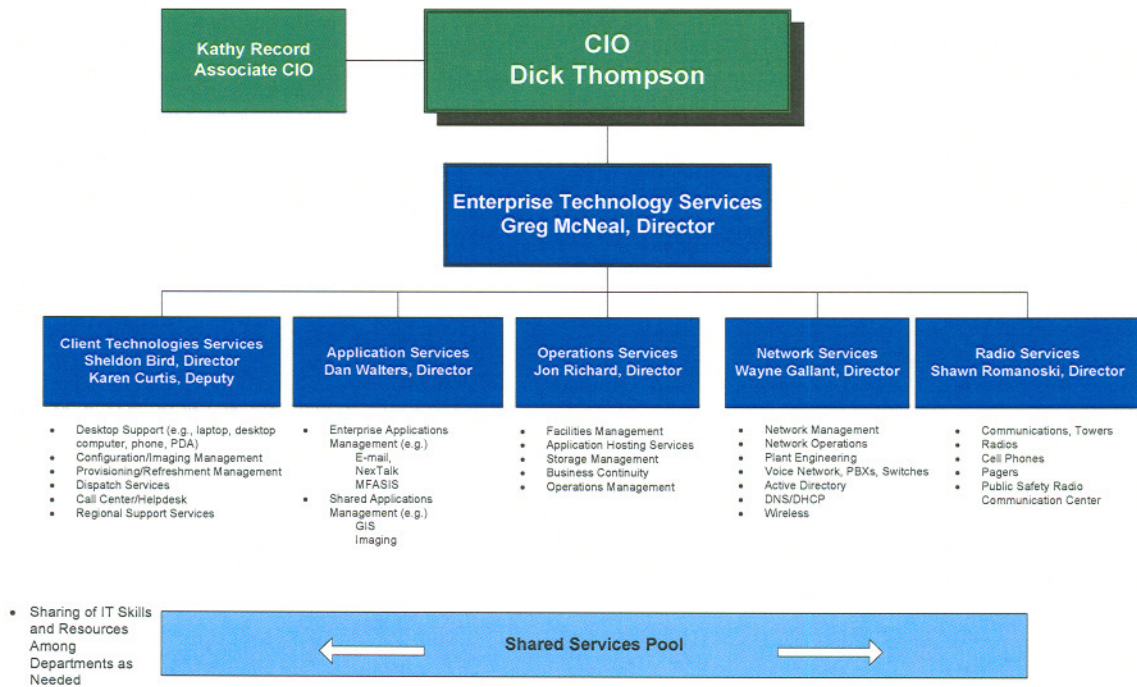 Kathy Record
Associate CIO
CIO
Dick Thompson
Enterprise Technology Services
Greg McNeal, Director
Client Technologies Services
Sheldon Bird, Director
Karen Curtis, Deputy
Application Services
Dan Walters, Director
Operations Services
Jon Richard, Director
Network Services
Wayne Gallant, Director
Radio Services
Shawn Romanoski, Director
• Desktop Support (e.g., laptop, desktop
computer, phone, PDA)
• Configuration/Imaging Management
• Provisioning/Refreshment Management
• Dispatch Services
• Call Center/Helpdesk
• Regional Support Services
• Enterprise Applications
Management (e.g.)
E-mail,
NexTalk
MFASIS
• Shared Applications
Management (e.g.)
GIS
Imaging
• Facilities Management
• Application Hosting Services
• Storage Management
• Business Continuity
• Operations Management
• Network Management
• Network Operations
• Plant Engineering
• Voice Network, PBXs, Switches
• Active Directory
• DNS/DHCP
• Wireless
• Communications, Towers
• Radios
• Cell Phones
• Pagers
• Public Safety Radio
Communication Center
• Sharing of IT Skills
and Resources
Among
Departments as
Needed
Shared Services Pool